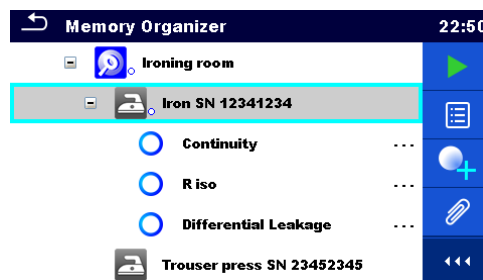 Memory Organizer 22:50
Ironing room
Iron SN 12341234
Continuity ---
R iso ---
Differential Leakage ---
Trouser press SN 23452345